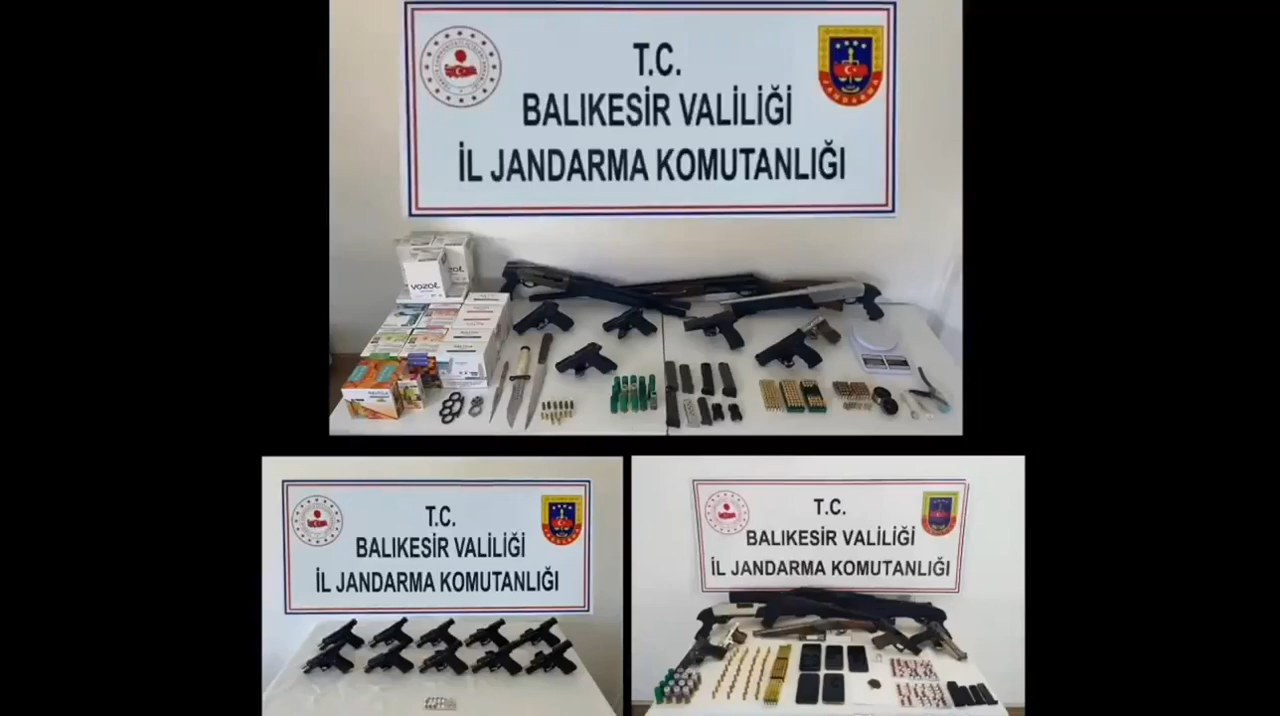 T.C.
BALIKESİR VALİLİĞİ
İL JANDARMA KOMUTANLIĞI
JANDARMA
VOZOL
T.C.
BALIKESİR VALİLİĞİ
İL JANDARMA KOMUTANLIĞI
T.C.
BALIKESİR VALİLİĞİ
İL JANDARMA KOMUTANLIĞI